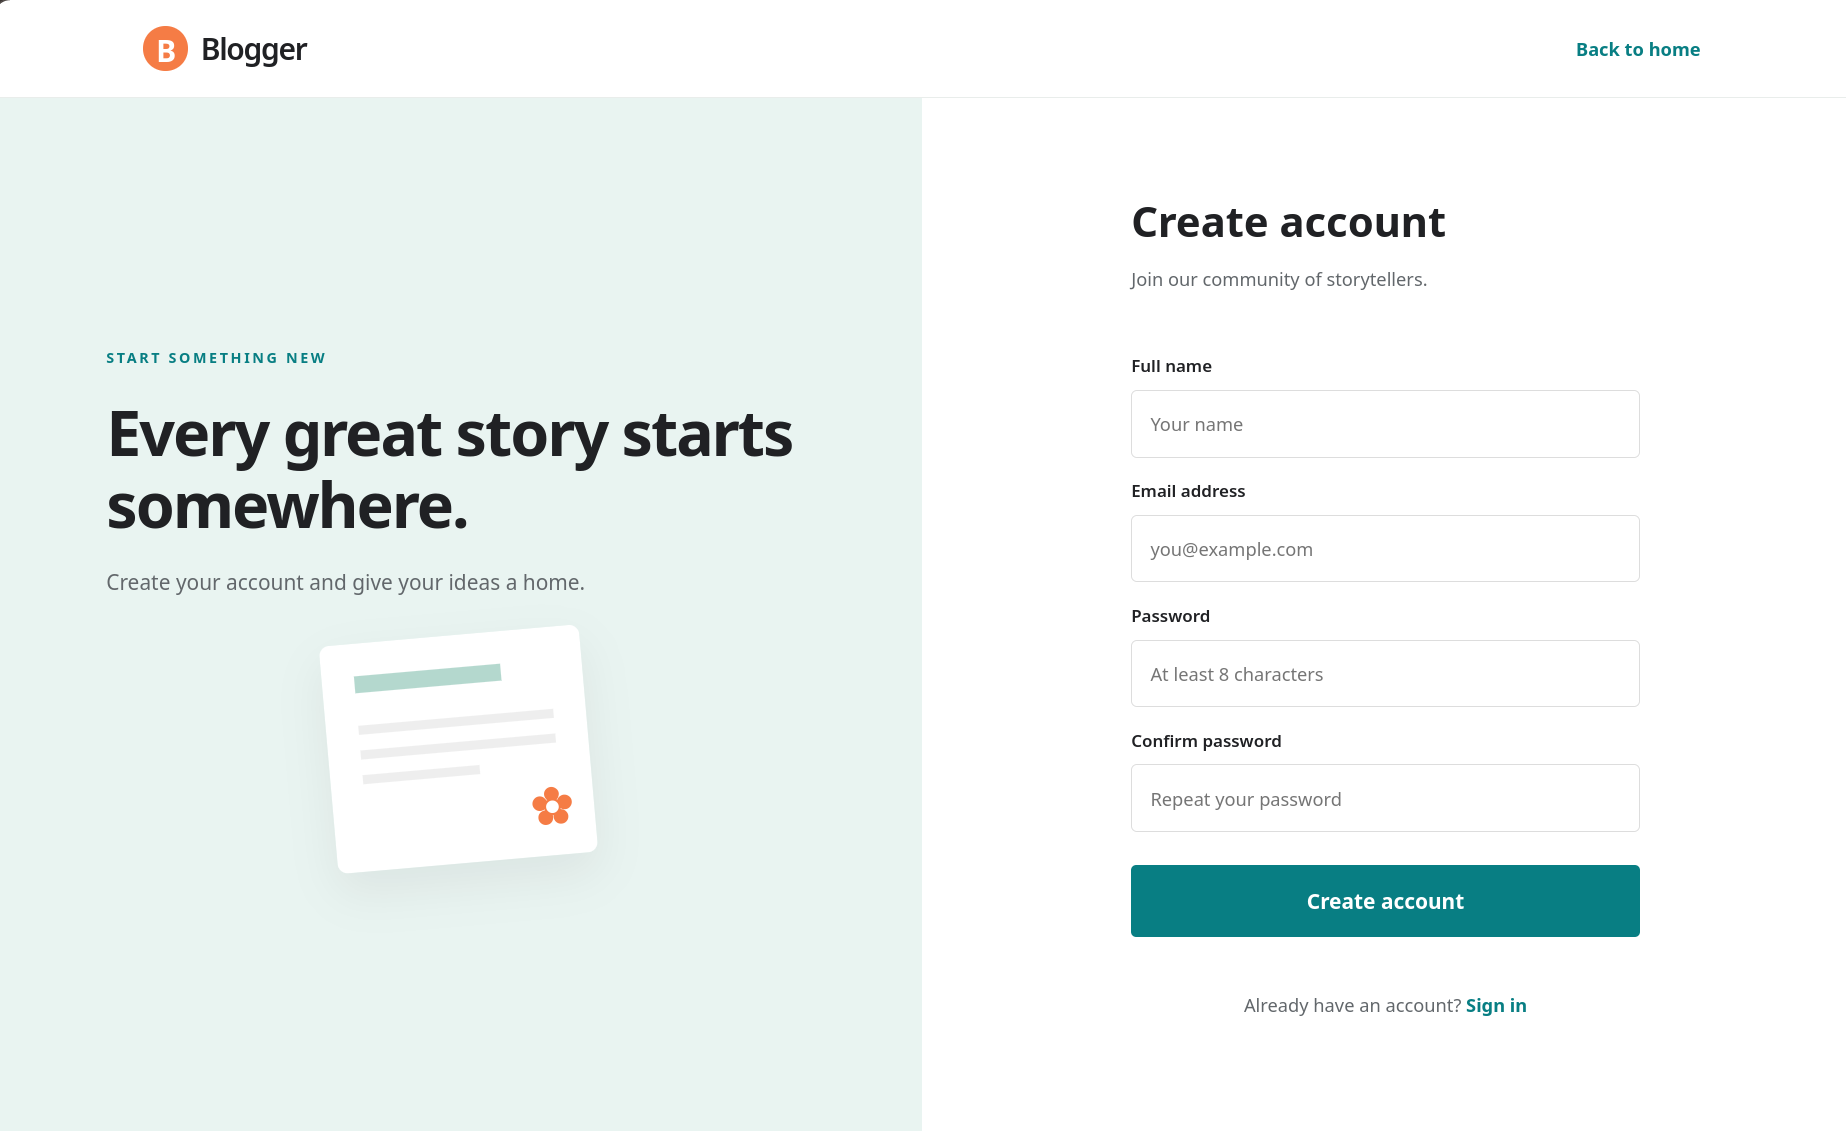 B Blogger
Back to home
START SOMETHING NEW
Every great story starts
somewhere.
Create your account and give your ideas a home.
Create account
Join our community of storytellers.
Full name
Your name
Email address
you@example.com
Password
At least 8 characters
Confirm password
Repeat your password
Create account
Already have an account? Sign in